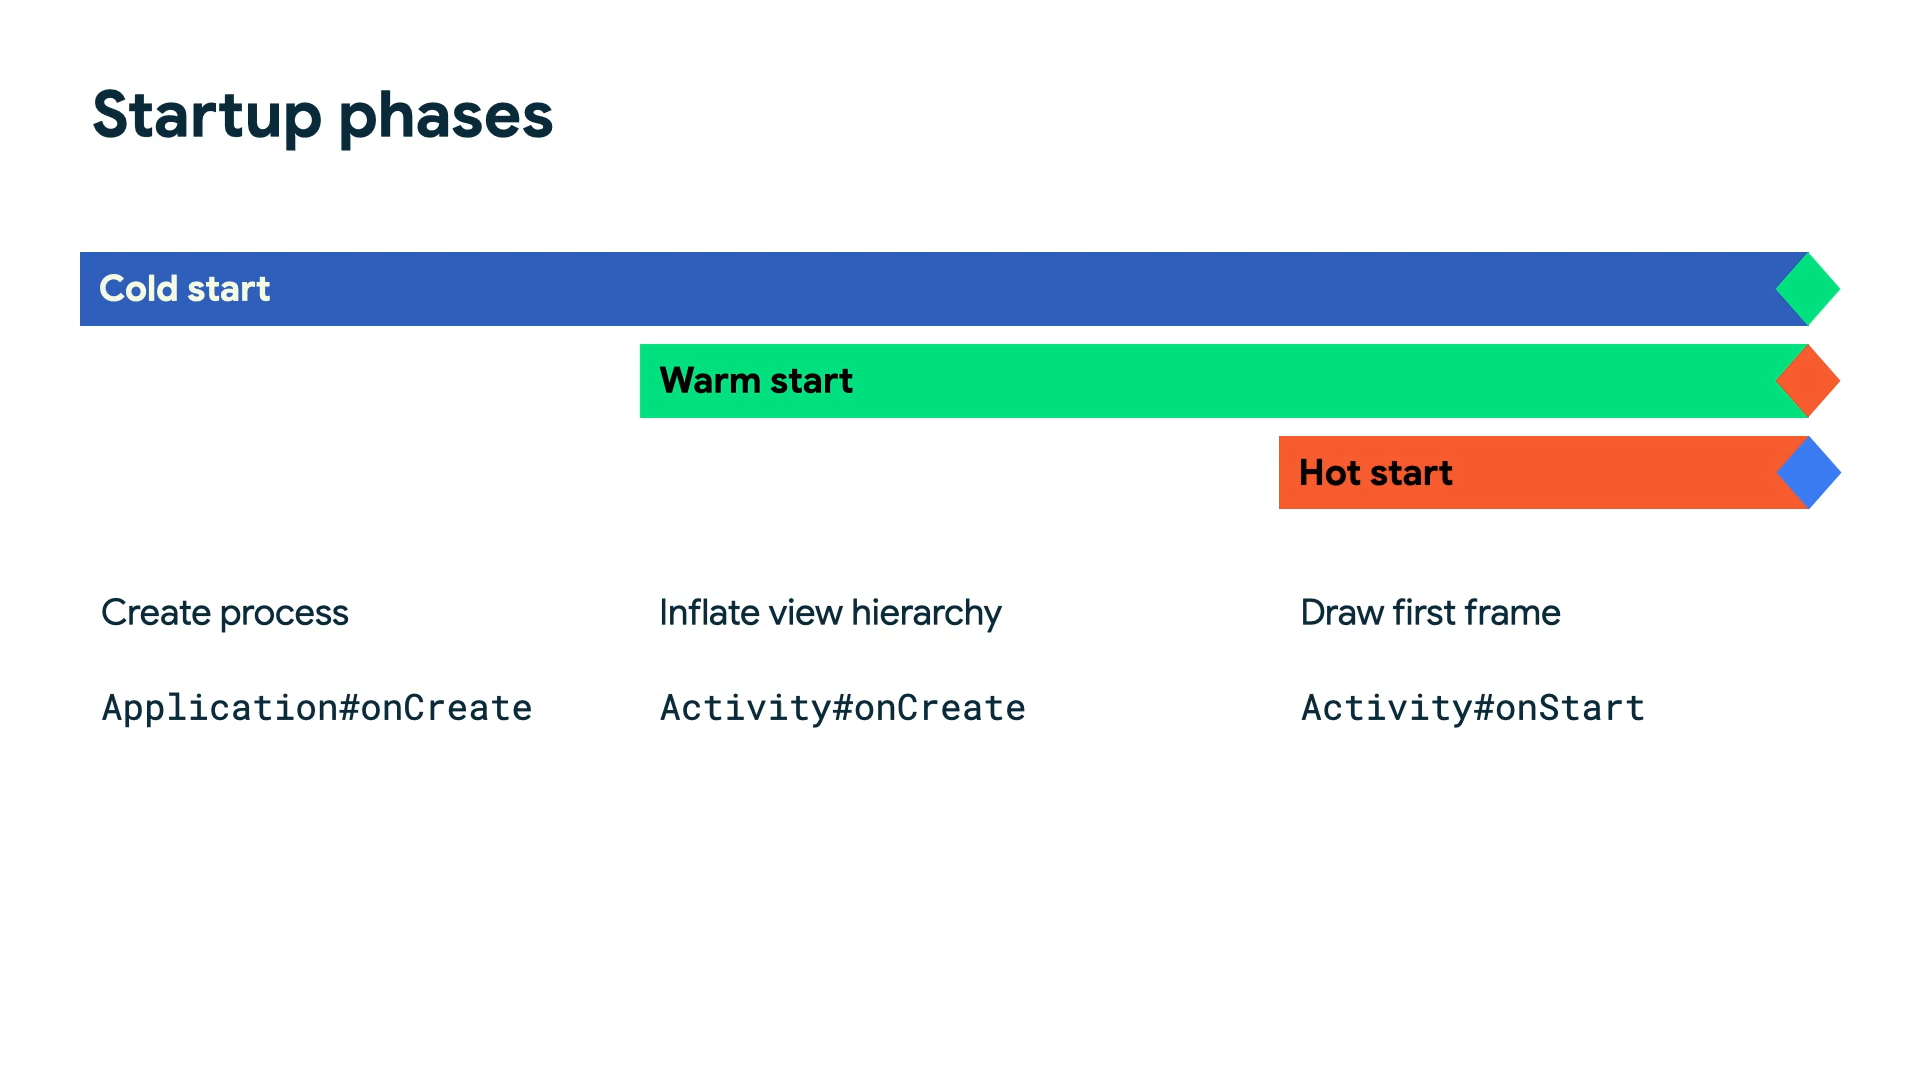 Startup phases
Cold start
Warm start
Hot start
Create process
Inflate view hierarchy
Draw first frame
Application#onCreate
Activity#onCreate
Activity#onStart